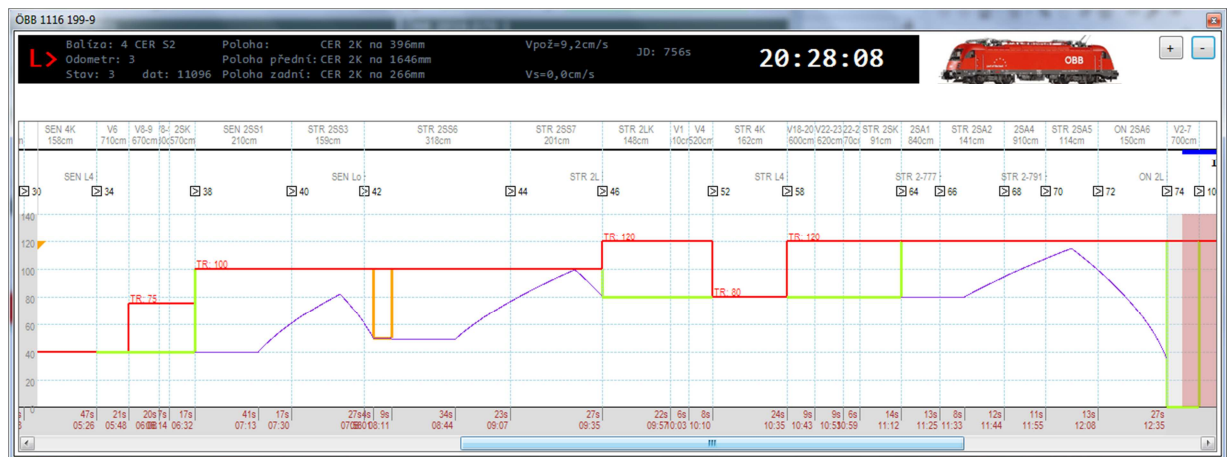 ÖBB 1116 199-9
L> Balíza: 4 CER S2 Poloha: CER 2K na 396mm Vpož=9,2cm/s JD: 756s 20:28:08 ÖBB + -
Odometr: 3 Poloha přední: CER 2K na 1646mm
Stav: 3 dat: 11096 Poloha zadní: CER 2K na 266mm Vs=0,0cm/s
SEN 4K V6 V8-9 2SK SEN 2SS1 STR 2SS3 STR 2SS6 STR 2SS7 STR 2LK V1 V4 STR 4K V18-20 V22-23 STR 2SK 2SA1 STR 2SA2 2SA4 STR 2SA5 ON 2SA6 V2-7
158cm 710cm 670cm 570cm 210cm 159cm 318cm 201cm 148cm 520cm 162cm 600cm 620cm 91cm 840cm 141cm 910cm 114cm 150cm 700cm
SEN L4 SEN Lo STR 2L STR L4 STR 2-777 STR 2-791 ON 2L
30 34 38 40 42 44 46 52 58 64 66 68 70 72 74 10
140
120 TR: 120 TR: 120
100 TR: 100
80 TR: 75 TR: 80
60
40
20
0
47s 21s 20s 7s 17s 41s 17s 27s 4s 9s 34s 23s 27s 22s 6s 8s 24s 9s 9s 6s 14s 13s 8s 12s 11s 13s 27s
05:26 05:48 06:32 07:13 07:30 08:11 08:44 09:07 09:35 09:57 10:03 10:10 10:35 10:43 10:59 11:12 11:25 11:33 11:44 11:55 12:08 12:35